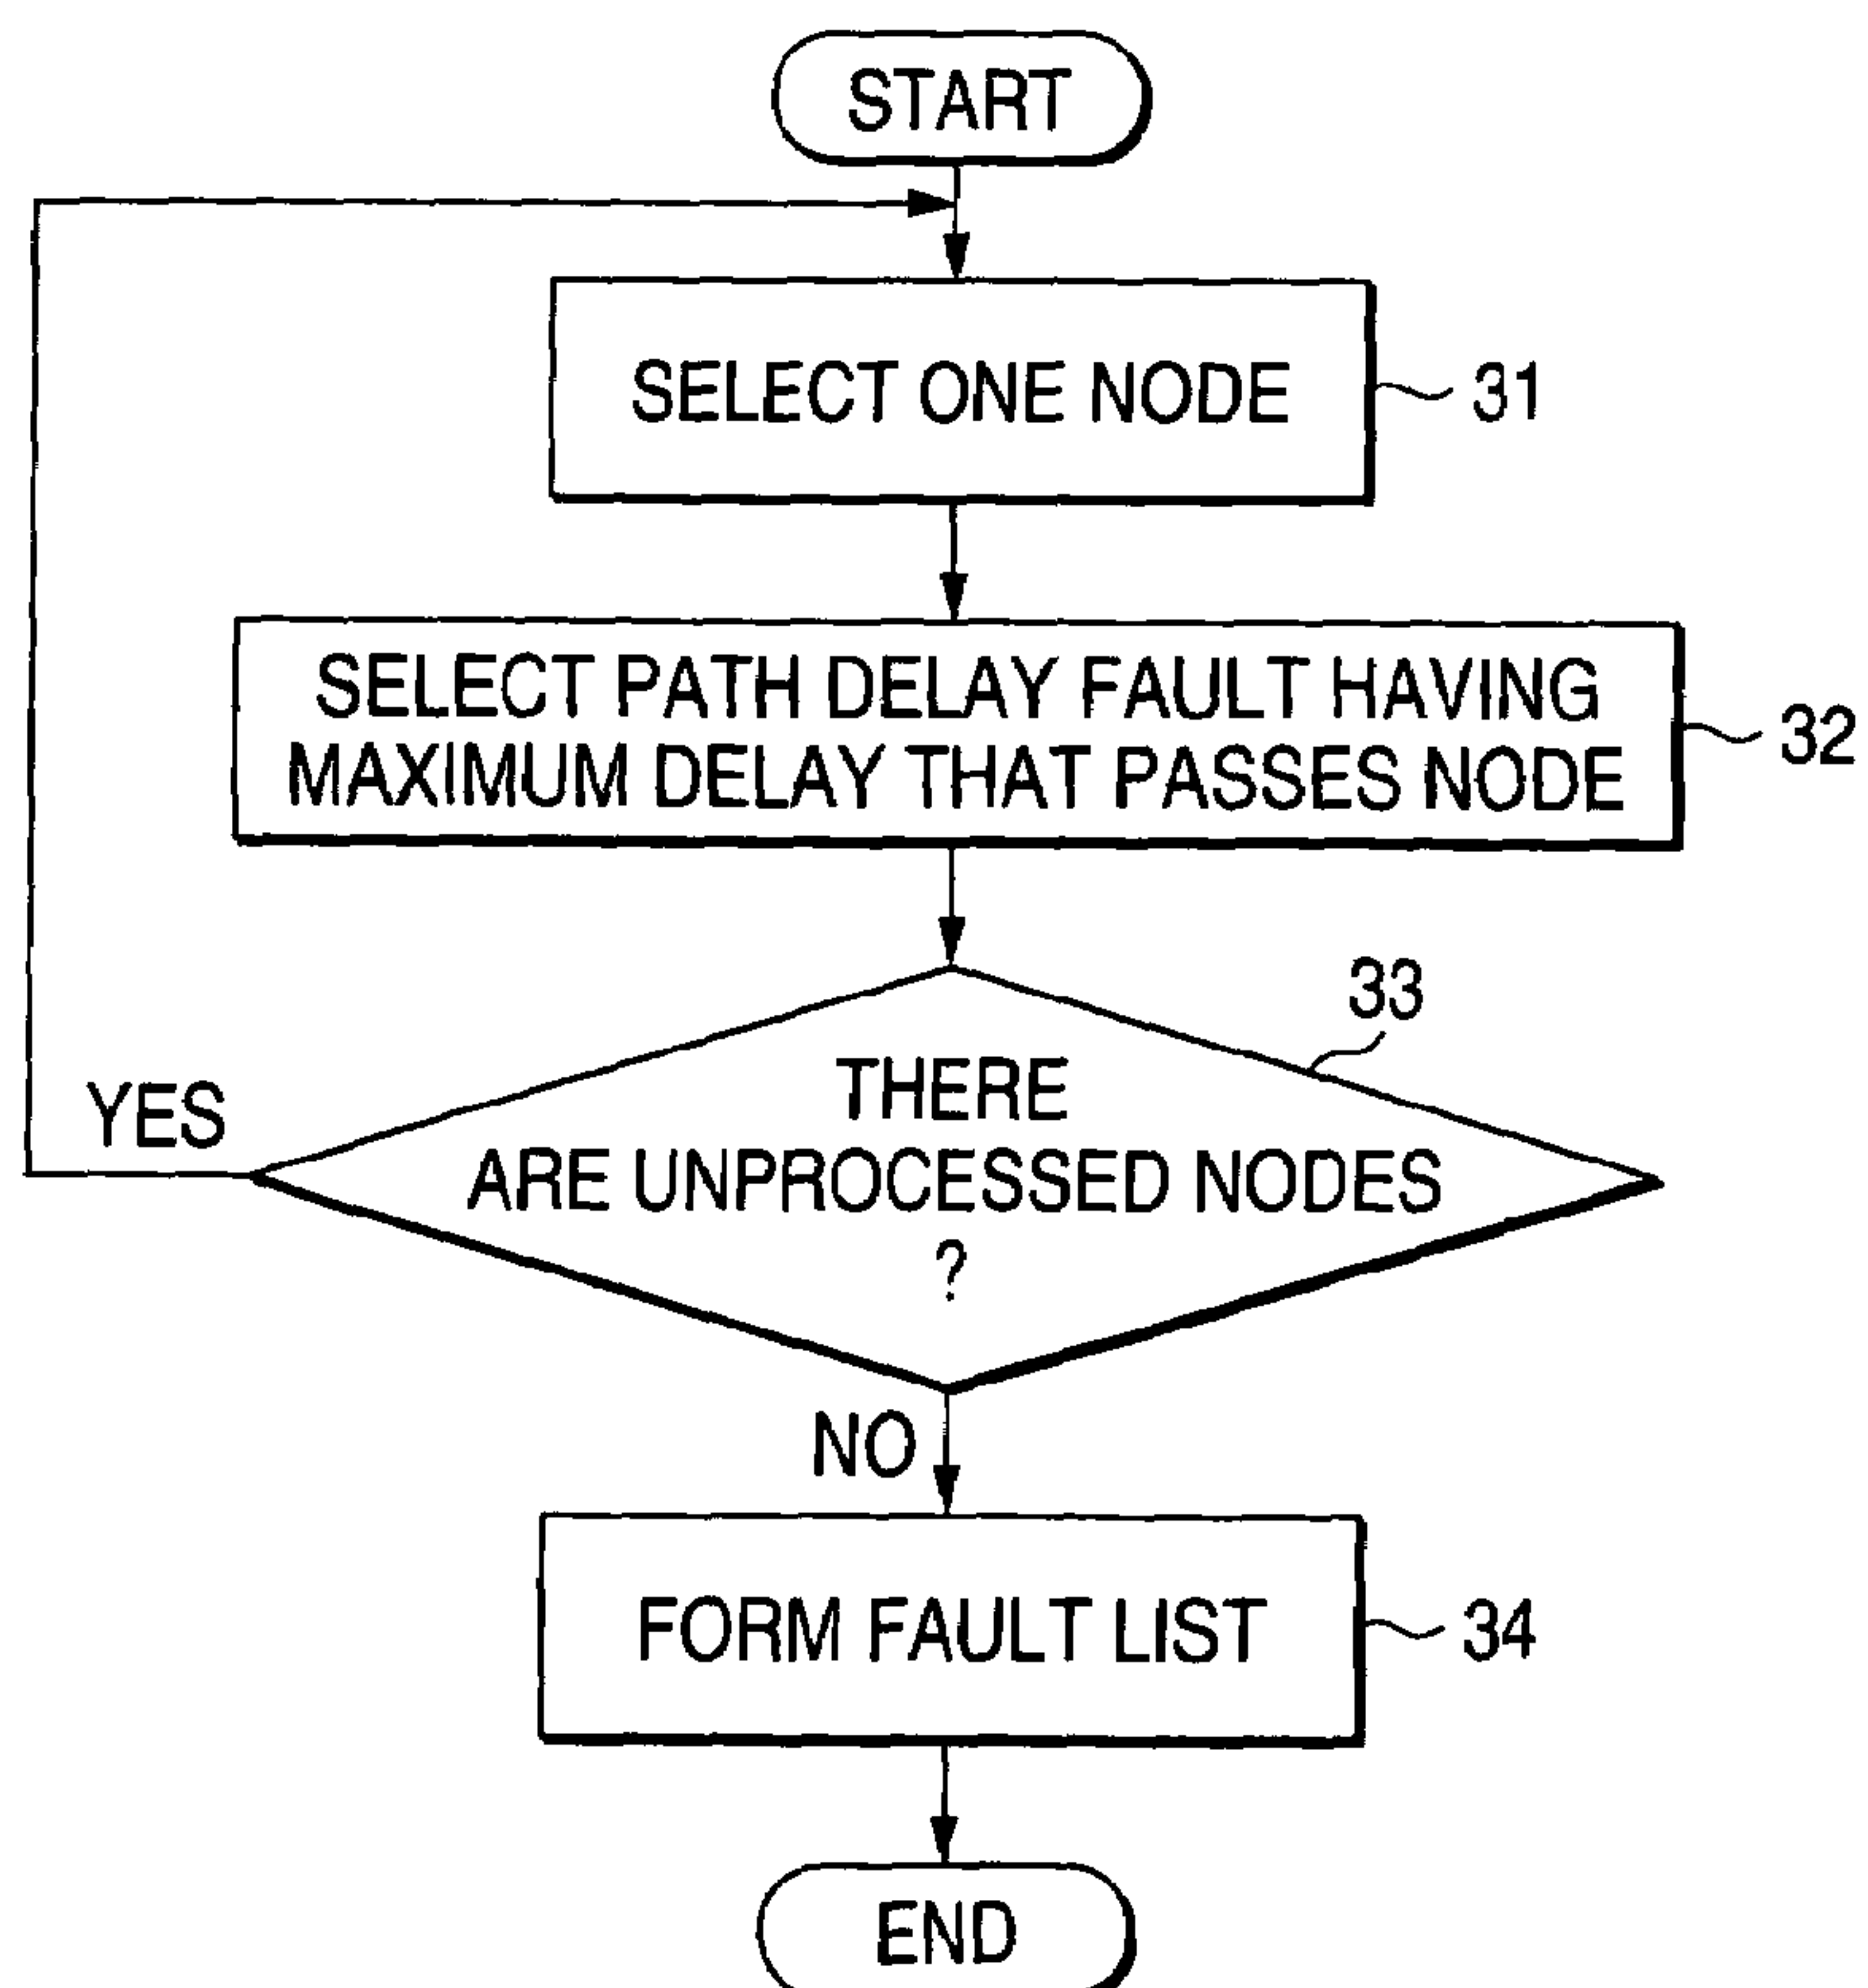 START
SELECT ONE NODE
31
SELECT PATH DELAY FAULT HAVING
MAXIMUM DELAY THAT PASSES NODE
32
33
THERE
ARE UNPROCESSED NODES
?
YES
NO
FORM FAULT LIST
34
END